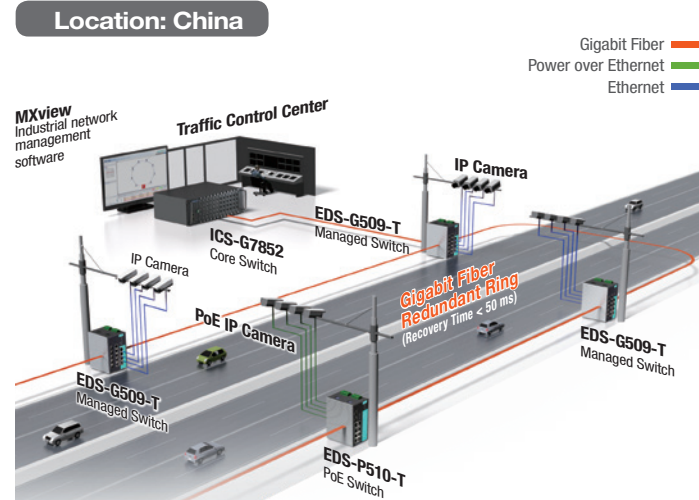 Location: China
Gigabit Fiber
Power over Ethernet
Ethernet
MXview
Industrial network
management
software
Traffic Control Center
IP Camera
EDS-G509-T
Managed Switch
ICS-G7852
Core Switch
IP Camera
Gigabit Fiber
Redundant Ring
(Recovery Time < 50 ms)
PoE IP Camera
EDS-G509-T
Managed Switch
EDS-G509-T
Managed Switch
EDS-P510-T
PoE Switch